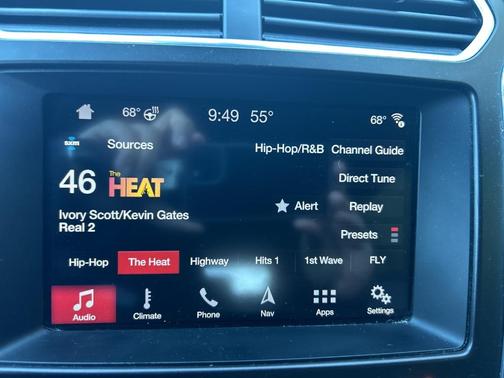 68° 9:49 55° 68°
sxm Sources Hip-Hop/R&B Channel Guide
46 The HEAT Direct Tune
Ivory Scott/Kevin Gates Alert Replay
Real 2
Presets
Hip-Hop The Heat Highway Hits 1 1st Wave FLY
Audio Climate Phone Nav Apps Settings